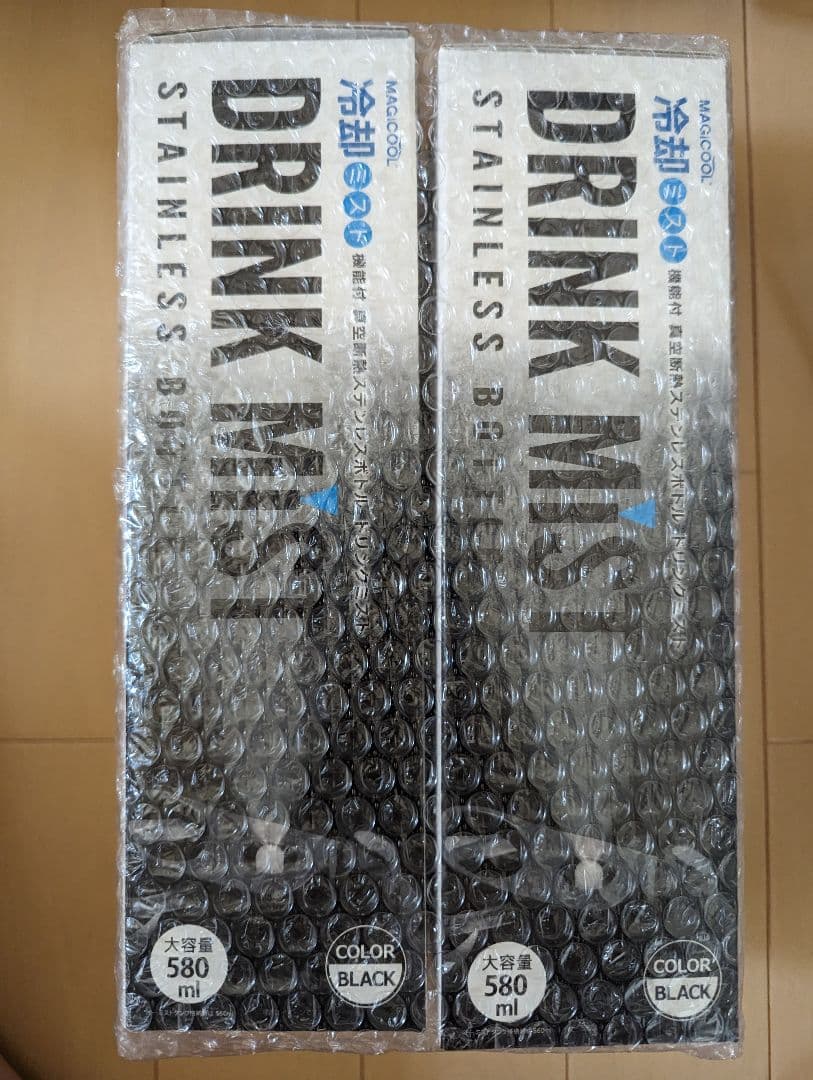 MAGICOOL
冷却ミスト 機能付 真空断熱ステンレスボトル ドリンクミスト
DRINK MiST
STAINLESS BOTTLE
大容量
580
ml
COLOR
BLACK
MAGICOOL
冷却ミスト 機能付 真空断熱ステンレスボトル ドリンクミスト
DRINK MiST
STAINLESS BOTTLE
大容量
580
ml
COLOR
BLACK